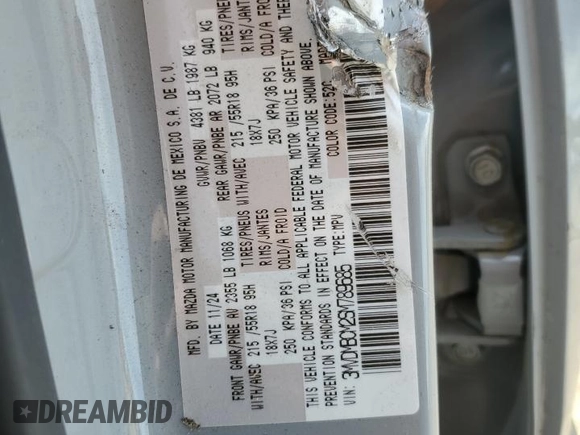 MFD. BY MAZDA MOTOR MANUFACTURING DE MEXICO S.A. DE C.V.
DATE 11/24 GVWR/PNBV 4381 LB 1987 KG
FRONT GAWR/PNBE AV 2355 LB 1068 KG REAR GAWR/PNBE AR 2072 LB 940 KG
WITH/AVEC 215 /55R18 95H TIRES/PNEUS WITH/AVEC 215 /55R18 95H TIRES/PNEU
18X7J RIMS/JANTES 18X7J RIMS/JANTE
250 KPA/36 PSI COLD/A FROID 250 KPA/36 PSI COLD/A FRO
THIS VEHICLE CONFORMS TO ALL APPLICABLE FEDERAL MOTOR VEHICLE SAFETY AND THE
PREVENTION STANDARDS IN EFFECT ON THE DATE OF MANUFACTURE SHOWN ABOVE.
VIN: TYPE:MPV COLOR CODE:52C MADE
DREAMBID